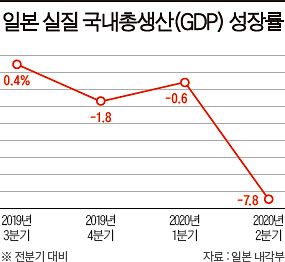 일본 실질 국내총생산(GDP) 성장률
0.4%
-1.8
-0.6
-7.8
2019년 2019년 2020년 2020년
3분기 4분기 1분기 2분기
※ 전분기 대비 자료 : 일본 내각부